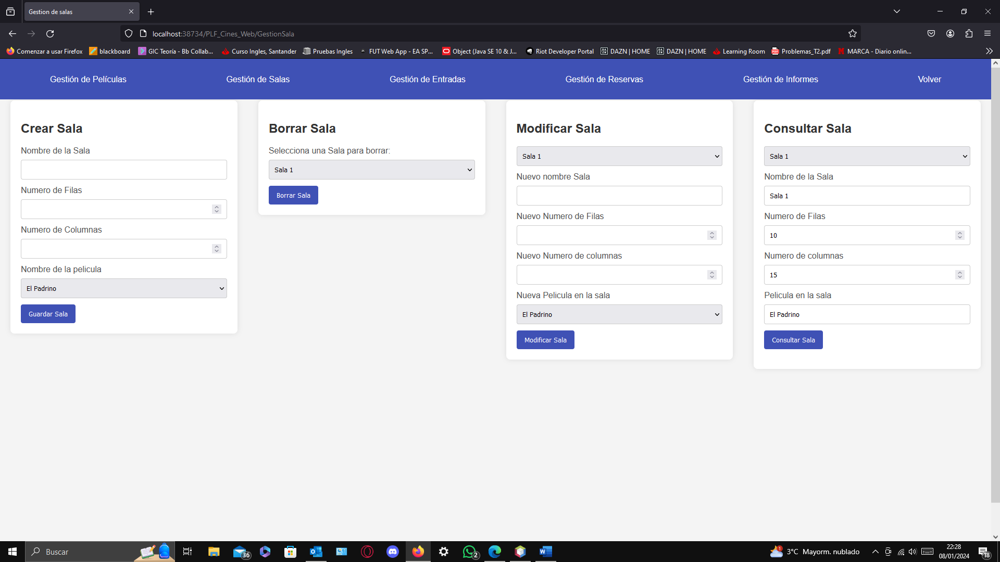 Gestion de salas
localhost:38734/PLF_Cines_Web/GestionSala
Comenzar a usar Firefox
blackboard
GIC Teoría - Bb Collab...
Curso Ingles, Santander
Pruebas Ingles
FUT Web App - EA SP...
Object (Java SE 10 & J...
Riot Developer Portal
DAZN | HOME
DAZN | HOME
Learning Room
Problemas_T2.pdf
MARCA - Diario onlin...
Gestión de Películas
Gestión de Salas
Gestión de Entradas
Gestión de Reservas
Gestión de Informes
Volver
Crear Sala
Nombre de la Sala
Numero de Filas
Numero de Columnas
Nombre de la pelicula
El Padrino
Guardar Sala
Borrar Sala
Selecciona una Sala para borrar:
Sala 1
Borrar Sala
Modificar Sala
Sala 1
Nuevo nombre Sala
Nuevo Numero de Filas
Nuevo Numero de columnas
Nueva Pelicula en la sala
El Padrino
Modificar Sala
Consultar Sala
Sala 1
Nombre de la Sala
Sala 1
Numero de Filas
10
Numero de columnas
15
Pelicula en la sala
El Padrino
Consultar Sala
Buscar
36
2
1
3°C Mayorm. nublado
22:28
08/01/2024
18